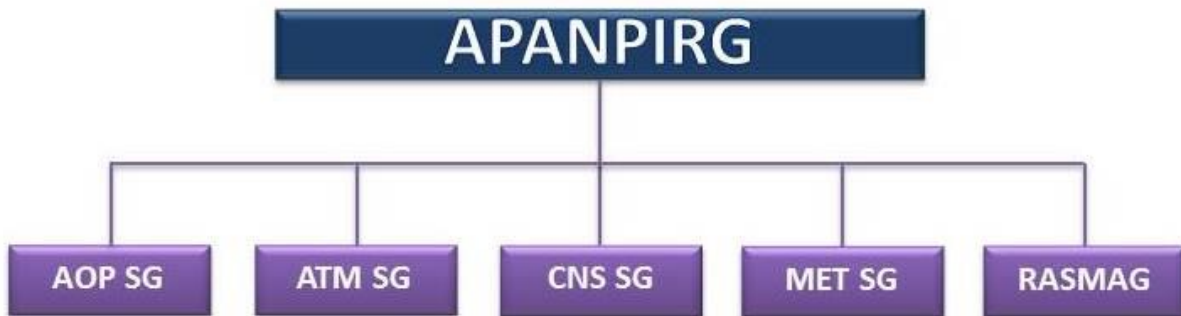 APANPIRG
AOP SG
ATM SG
CNS SG
MET SG
RASMAG